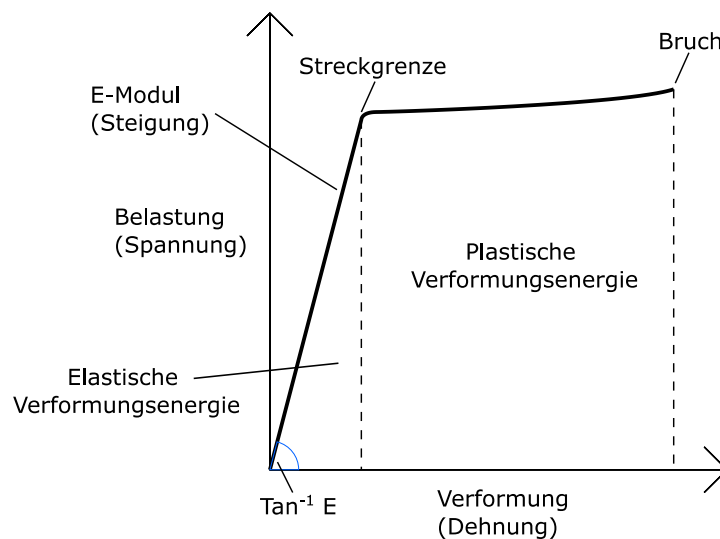 Bruch
Streckgrenze
E-Modul
(Steigung)
Belastung
(Spannung)
Plastische
Verformungsenergie
Elastische
Verformungsenergie
Tan⁻¹ E
Verformung
(Dehnung)